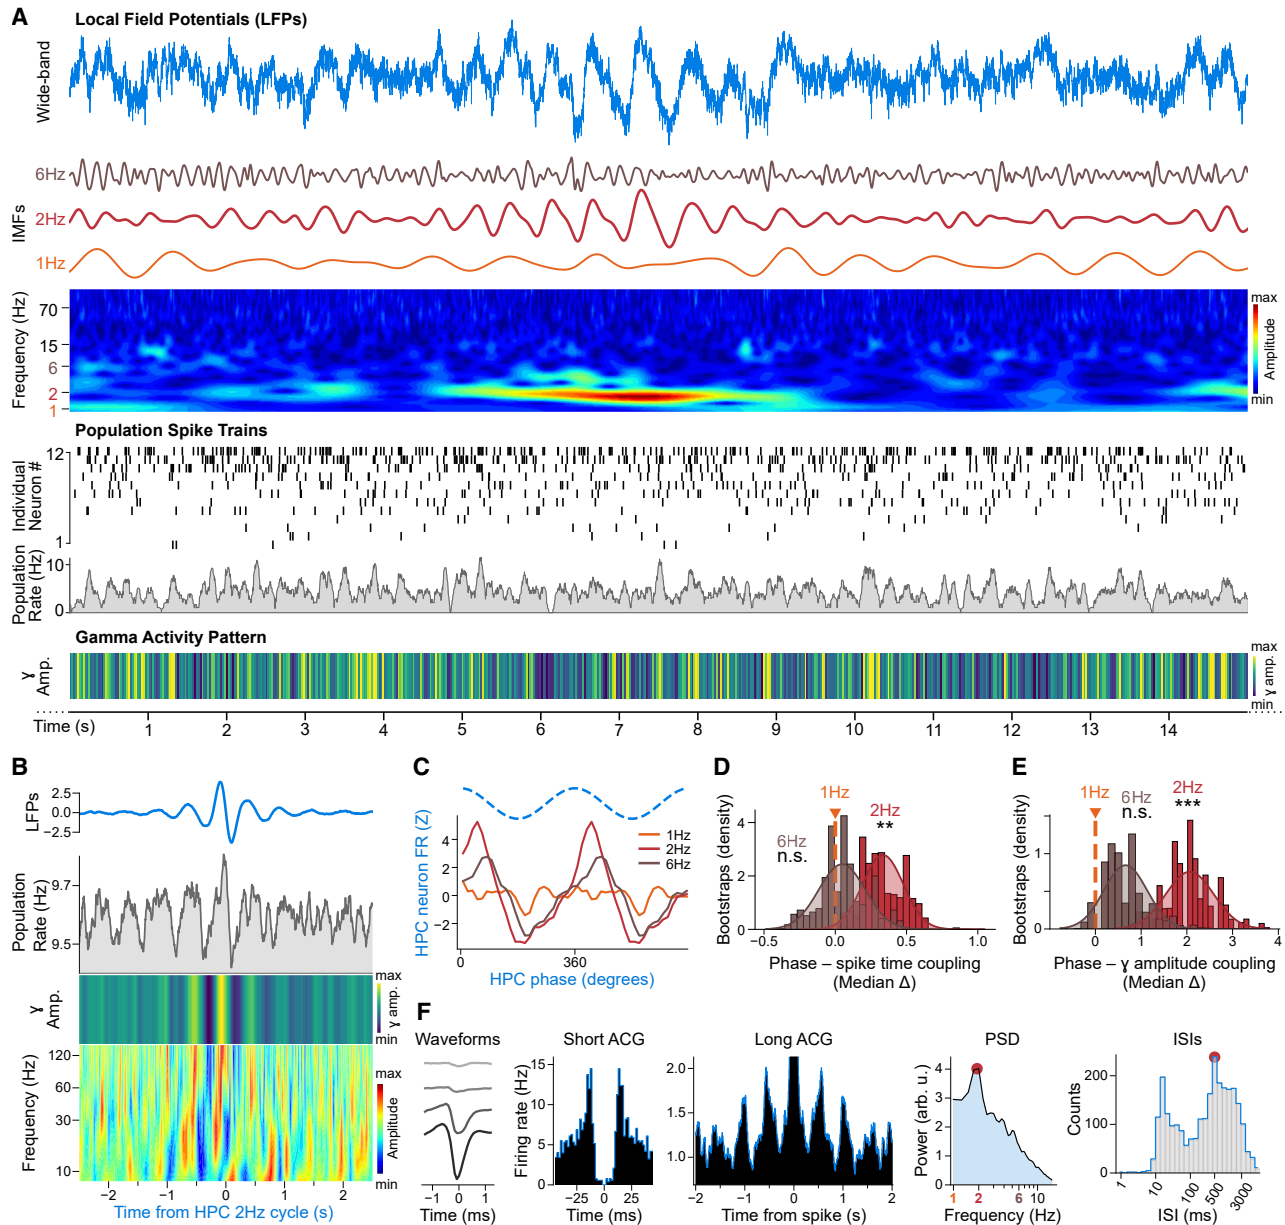 A
Local Field Potentials (LFPs)
Wide-band
IMFs
6Hz
2Hz
1Hz
Frequency (Hz)
70
15
6
2
1
max
Amplitude
min
Population Spike Trains
Individual
Neuron #
12
1
Population
Rate (Hz)
10
0
Gamma Activity Pattern
ɣ
Amp.
max
ɣ amp.
min
Time (s)
1 2 3 4 5 6 7 8 9 10 11 12 13 14
B
LFPs
2.5
0.0
−2.5
Population
Rate (Hz)
9.7
9.5
ɣ
Amp.
max
ɣ amp.
min
Frequency (Hz)
120
60
30
10
max
Amplitude
min
−2 −1 0 1 2
Time from HPC 2Hz cycle (s)
C
HPC neuron FR (Z)
4
2
0
−2
1Hz
2Hz
6Hz
0 360
HPC phase (degrees)
D
Bootstraps (density)
4
2
0
1Hz
6Hz
n.s.
2Hz
**
−0.5 0.0 0.5 1.0
Phase – spike time coupling
(Median Δ)
E
Bootstraps (density)
1
0
1Hz
6Hz
n.s.
2Hz
***
0 1 2 3 4
Phase – ɣ amplitude coupling
(Median Δ)
F
Waveforms
−1 0 1
Time (ms)
Short ACG
Firing rate (Hz)
15
10
5
0
−25 0 25
Time (ms)
Long ACG
2.0
1.5
1.0
−2 −1 0 1 2
Time from spike (s)
PSD
Power (arb. u.)
4
3
2
1
0
1 2 6 10
Frequency (Hz)
ISIs
Counts
200
100
0
1 10 100 500 3000
ISI (ms)